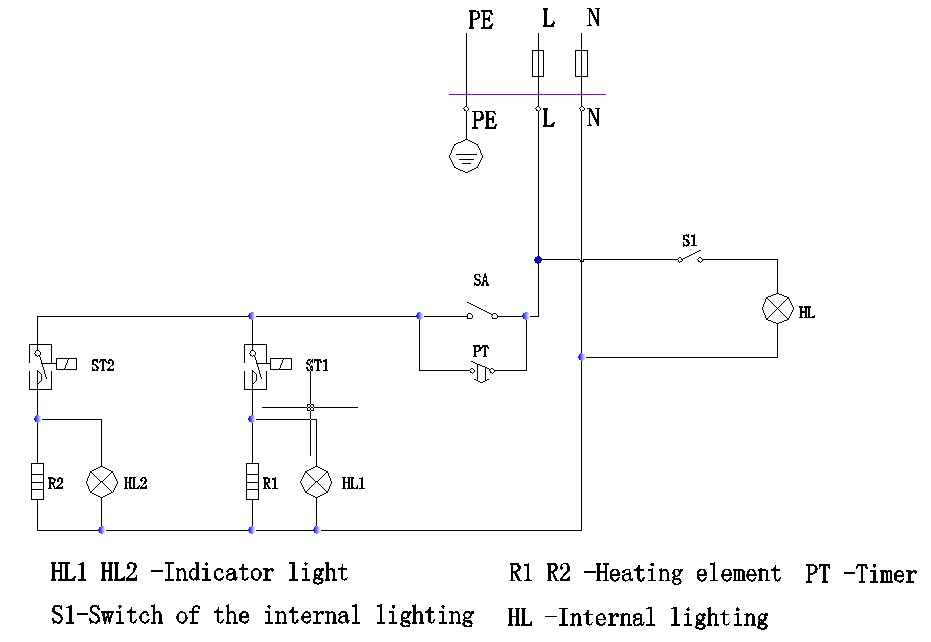 PE L N
PE L N
S1
SA
HL
PT
ST2 ST1
R2 HL2 R1 HL1
HL1 HL2 -Indicator light R1 R2 -Heating element PT -Timer
S1-Switch of the internal lighting HL -Internal lighting